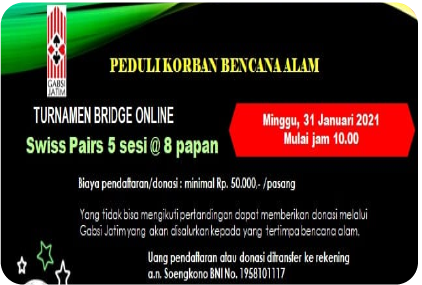 GABSI
JATIM
PEDULI KORBAN BENCANA ALAM
TURNAMEN BRIDGE ONLINE
Swiss Pairs 5 sesi @ 8 papan
Minggu, 31 Januari 2021
Mulai jam 10.00
Biaya pendaftaran/donasi : minimal Rp. 50.000,- /pasang
Yang tidak bisa mengikuti pertandingan dapat memberikan donasi melalui
Gabsi Jatim yang akan disalurkan kepada yang tertimpa bencana alam.
Uang pendaftaran atau donasi ditransfer ke rekening
a.n. Soengkono BNI No. 1958101117